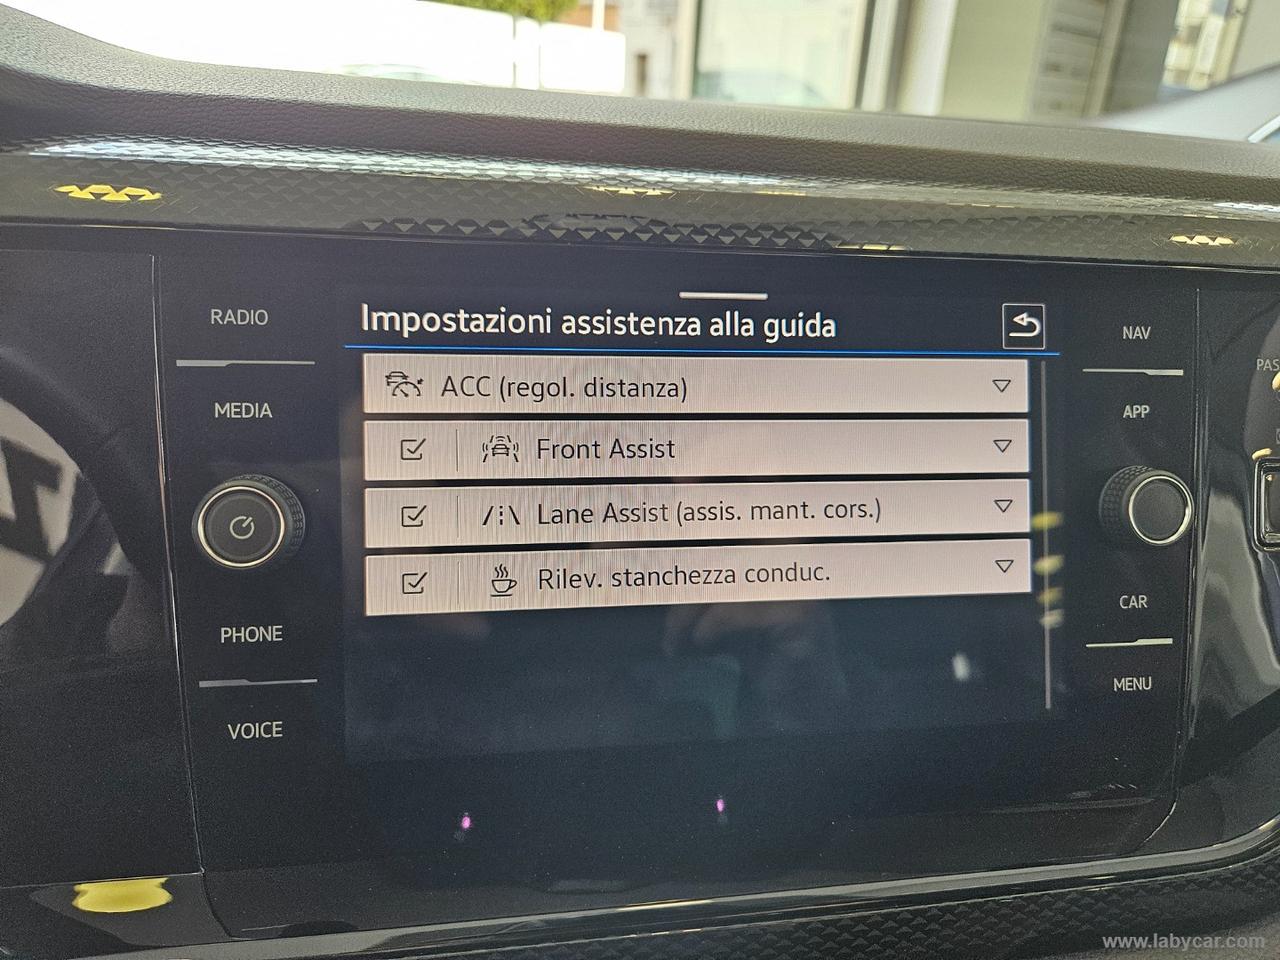 RADIO
MEDIA
PHONE
VOICE
Impostazioni assistenza alla guida
ACC (regol. distanza)
Front Assist
Lane Assist (assis. mant. cors.)
Rilev. stanchezza conduc.
NAV
APP
CAR
MENU
PAS
www.labycar.com